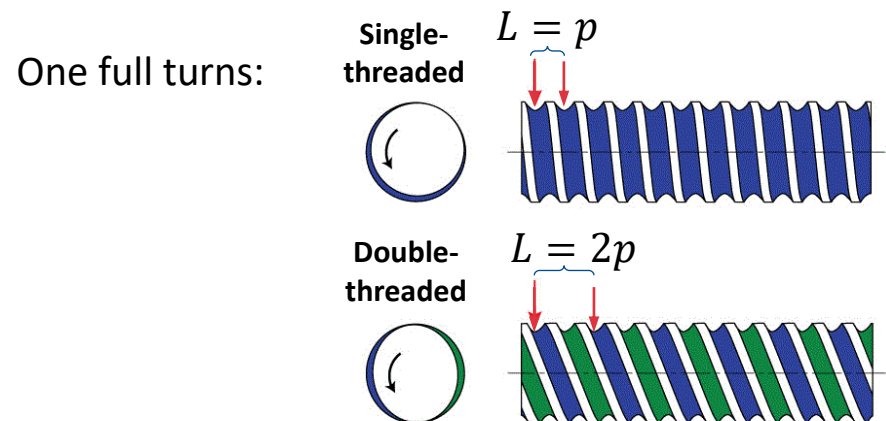 One full turns:
Single-
threaded
L = p
Double-
threaded
L = 2p